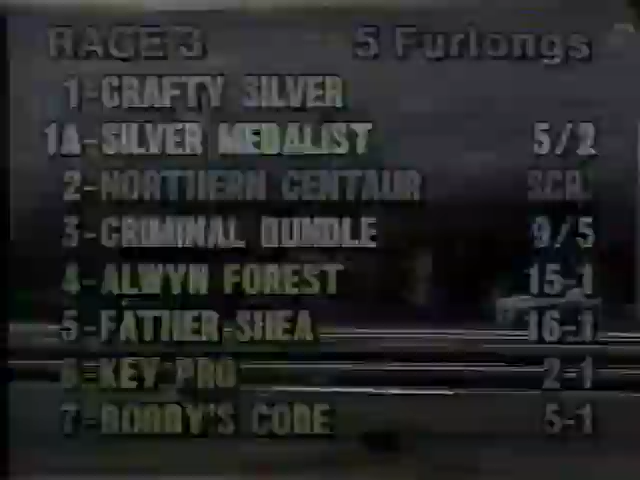 RACE 3 5 Furlongs
1-CRAFTY SILVER
1A-SILVER MEDALIST 5/2
2-NORTHERN CENTAUR SCR.
3-CRIMINAL BUNDLE 9/5
4-ALWYN FOREST 15-1
5-FATHER SHEA 16-1
6-KEY PRO 2-1
7-BOBBY'S CODE 5-1